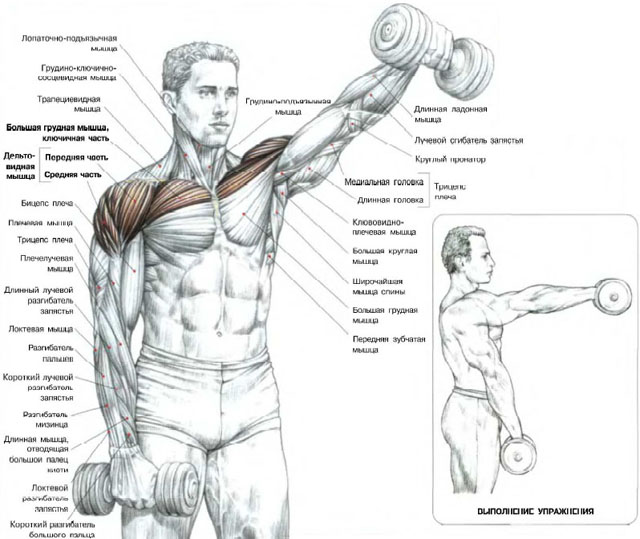 Лопаточно-подъязычная
мышца
Грудино-ключично-
сосцевидная мышца
Трапециевидная
мышца
Большая грудная мышца,
ключичная часть
Дельто-
видная
мышца
Передняя часть
Средняя часть
Бицепс плеча
Плечевая мышца
Трицепс плеча
Плечелучевая
мышца
Длинный лучевой
разгибатель
запястья
Локтевая мышца
Разгибатель
пальцев
Короткий лучевой
разгибатель
запястья
Разгибатель
мизинца
Длинная мышца,
отводящая
большой палец
кисти
Локтевой
разгибатель
запястья
Короткий разгибатель
большого пальца
Грудино-подъязычная
мышца
Длинная ладонная
мышца
Лучевой сгибатель запястья
Круглый пронатор
Медиальная головка
Длинная головка
Трицепс
плеча
Клювовидно-
плечевая мышца
Большая круглая
мышца
Широчайшая
мышца спины
Большая грудная
мышца
Передняя зубчатая
мышца
ВЫПОЛНЕНИЕ УПРАЖНЕНИЯ